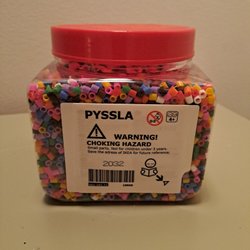 PYSSLA
WARNING!
CHOKING HAZARD
Small parts. Not for children under 3 years.
Save the adress of IKEA for future reference.
2032